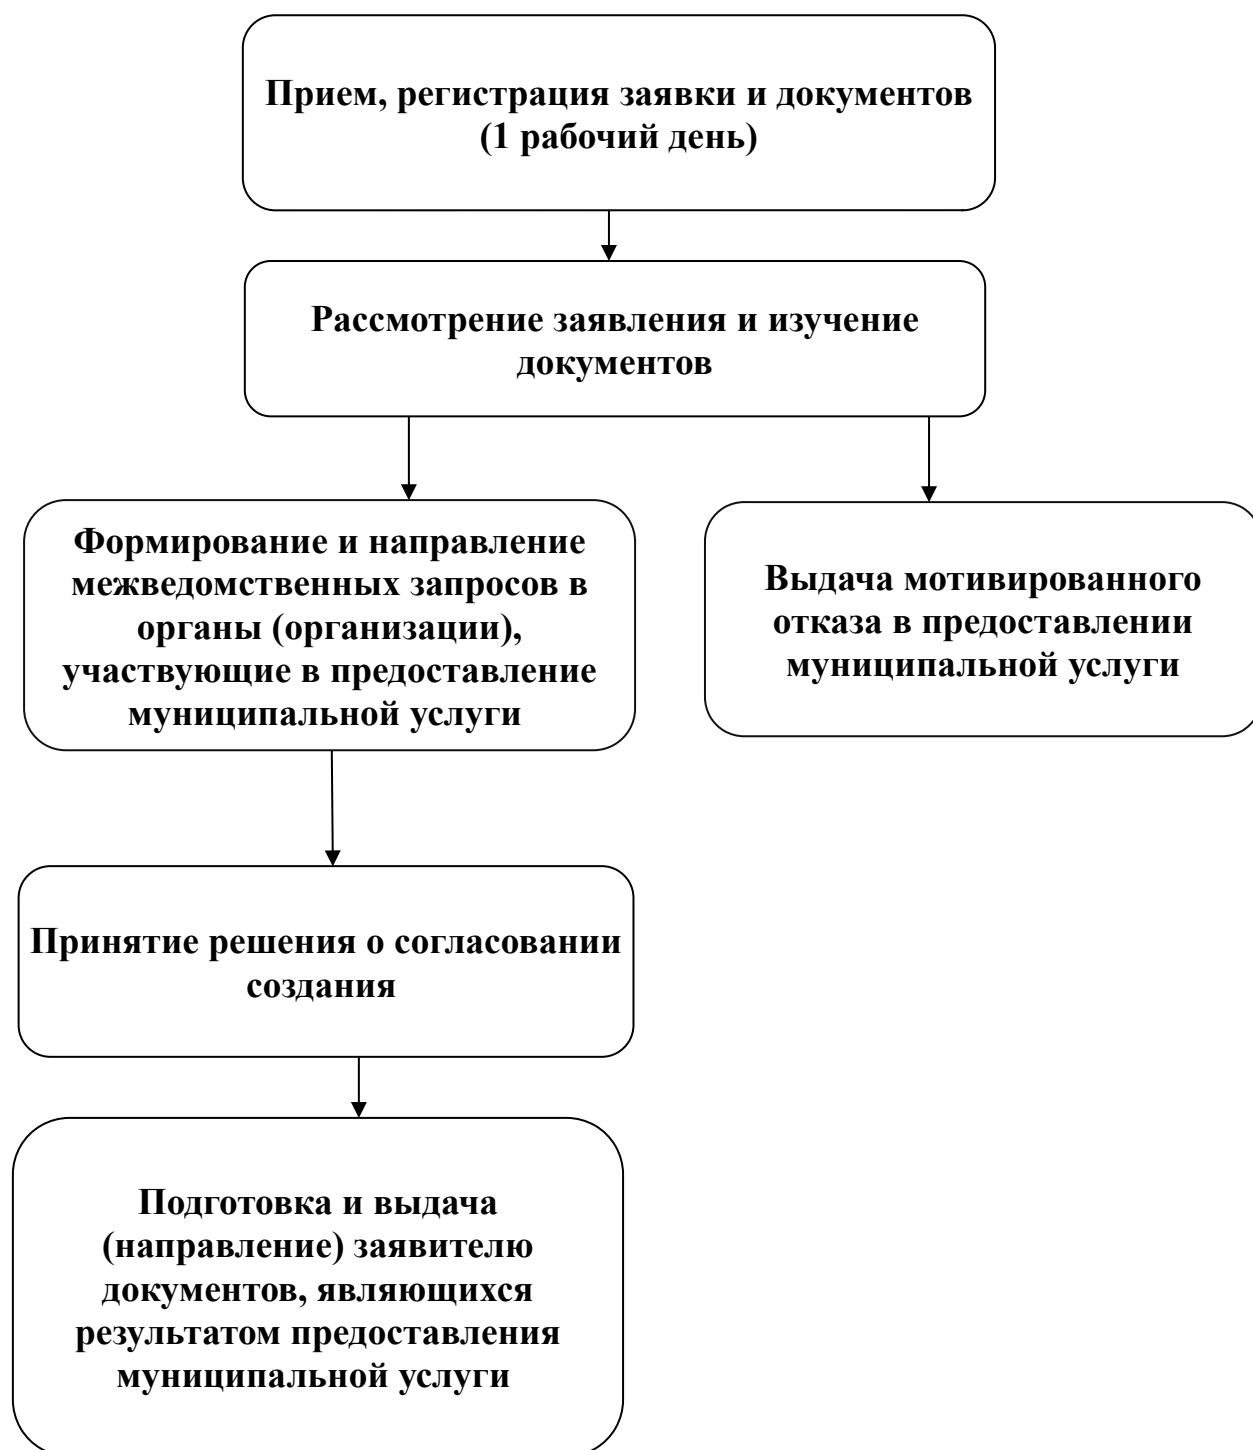 Прием, регистрация заявки и документов
(1 рабочий день)
Рассмотрение заявления и изучение
документов
Формирование и направление
межведомственных запросов в
органы (организации),
участвующие в предоставление
муниципальной услуги
Выдача мотивированного
отказа в предоставлении
муниципальной услуги
Принятие решения о согласовании
создания
Подготовка и выдача
(направление) заявителю
документов, являющихся
результатом предоставления
муниципальной услуги